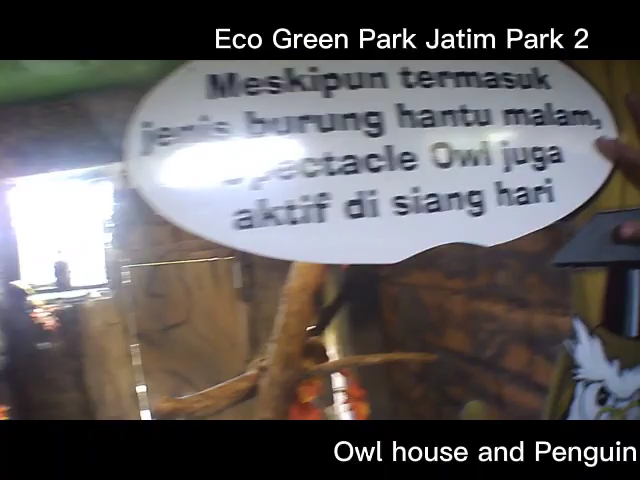 Eco Green Park Jatim Park 2
Meskipun termasuk
jenis burung hantu malam,
Spectacle Owl juga
aktif di siang hari
Owl house and Penguin